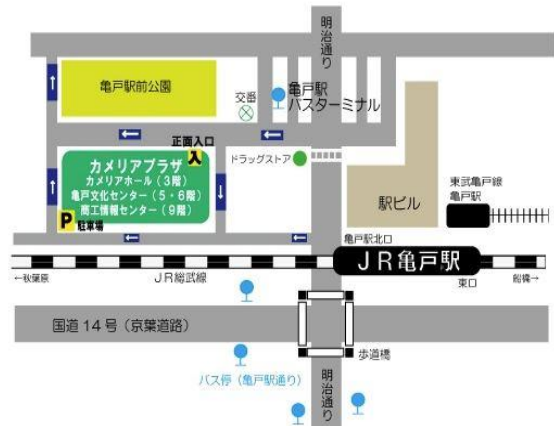 明治通り
亀戸駅前公園
交番
亀戸駅
バスターミナル
正面入口
入
ドラッグストア
カメリアプラザ
カメリアホール（3階）
亀戸文化センター（5・6階）
商工情報センター（9階）
P
駐車場
駅ビル
東武亀戸線
亀戸駅
亀戸駅北口
JR亀戸駅
←秋葉原
JR総武線
東口
船橋→
国道14号（京葉道路）
歩道橋
バス停（亀戸駅通り）
明治通り